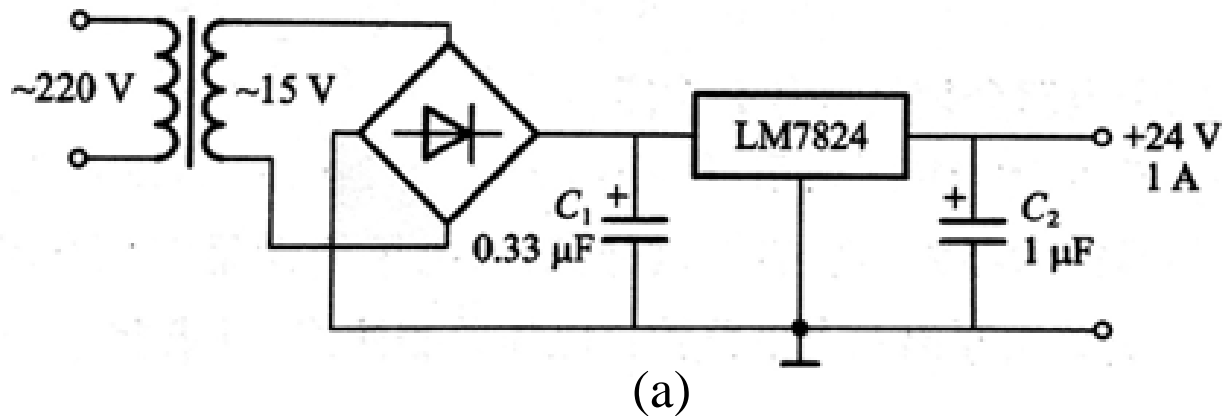 ~220 V
~15 V
LM7824
+24 V
1 A
C₁
0.33 μF
C₂
1 μF
+
+
(a)